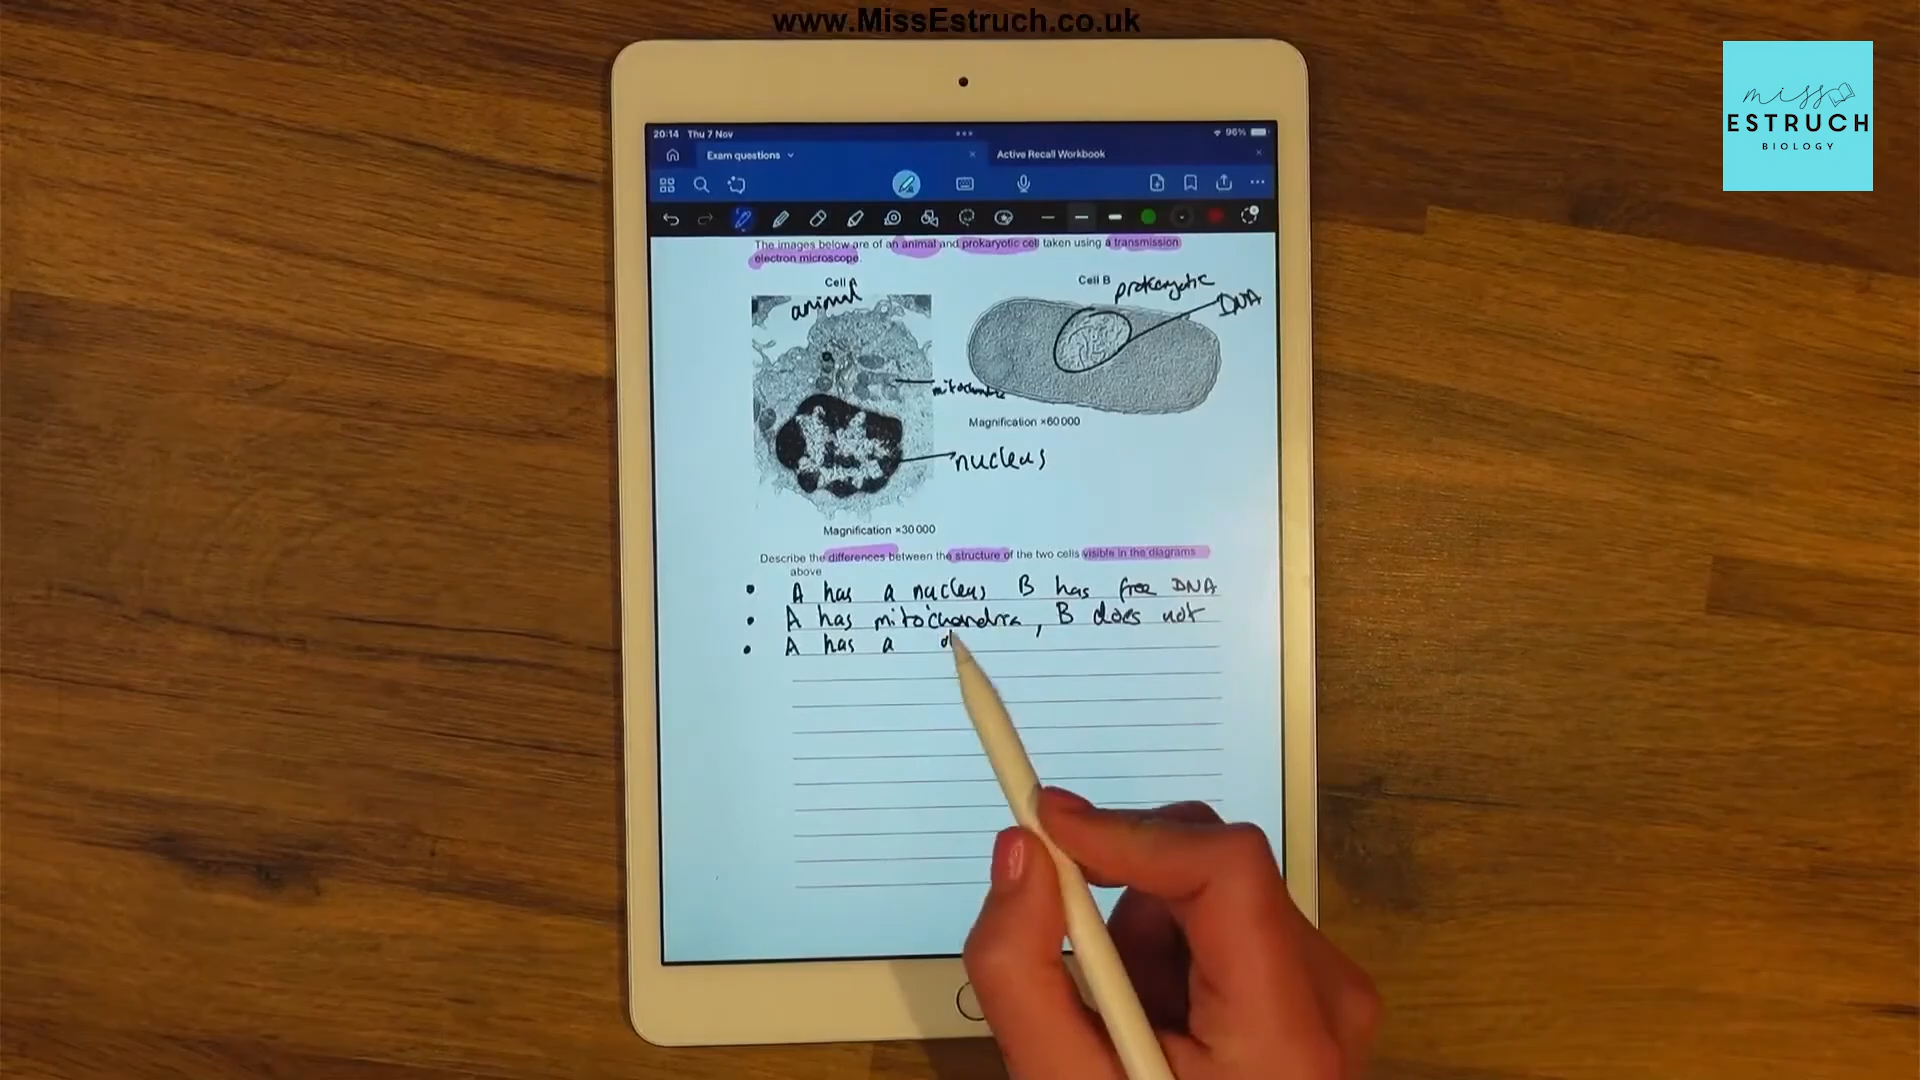 www.MissEstruch.co.uk
miss
ESTRUCH
BIOLOGY
20:14 Thu 7 Nov
96%
Exam questions
Active Recall Workbook
The images below are of an animal and prokaryotic cell taken using a transmission
electron microscope.
Cell A
animal
Cell B
prokaryotic
DNA
mitochondria
Magnification ×60 000
nucleus
Magnification ×30 000
Describe the differences between the structure of the two cells visible in the diagrams
above
• A has a nucleus B has free DNA
• A has mitochondria, B does not
• A has a